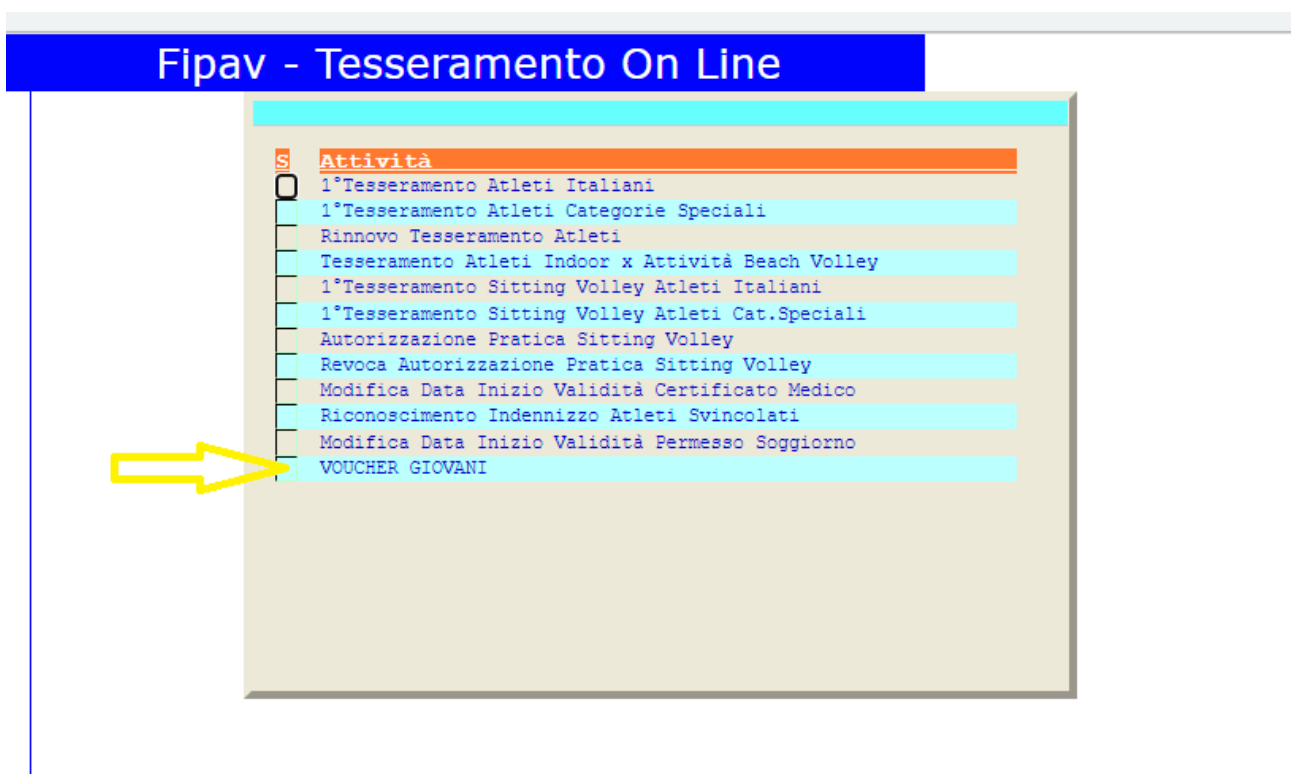 Fipav - Tesseramento On Line
S Attività
1°Tesseramento Atleti Italiani
1°Tesseramento Atleti Categorie Speciali
Rinnovo Tesseramento Atleti
Tesseramento Atleti Indoor x Attività Beach Volley
1°Tesseramento Sitting Volley Atleti Italiani
1°Tesseramento Sitting Volley Atleti Cat.Speciali
Autorizzazione Pratica Sitting Volley
Revoca Autorizzazione Pratica Sitting Volley
Modifica Data Inizio Validità Certificato Medico
Riconoscimento Indennizzo Atleti Svincolati
Modifica Data Inizio Validità Permesso Soggiorno
VOUCHER GIOVANI